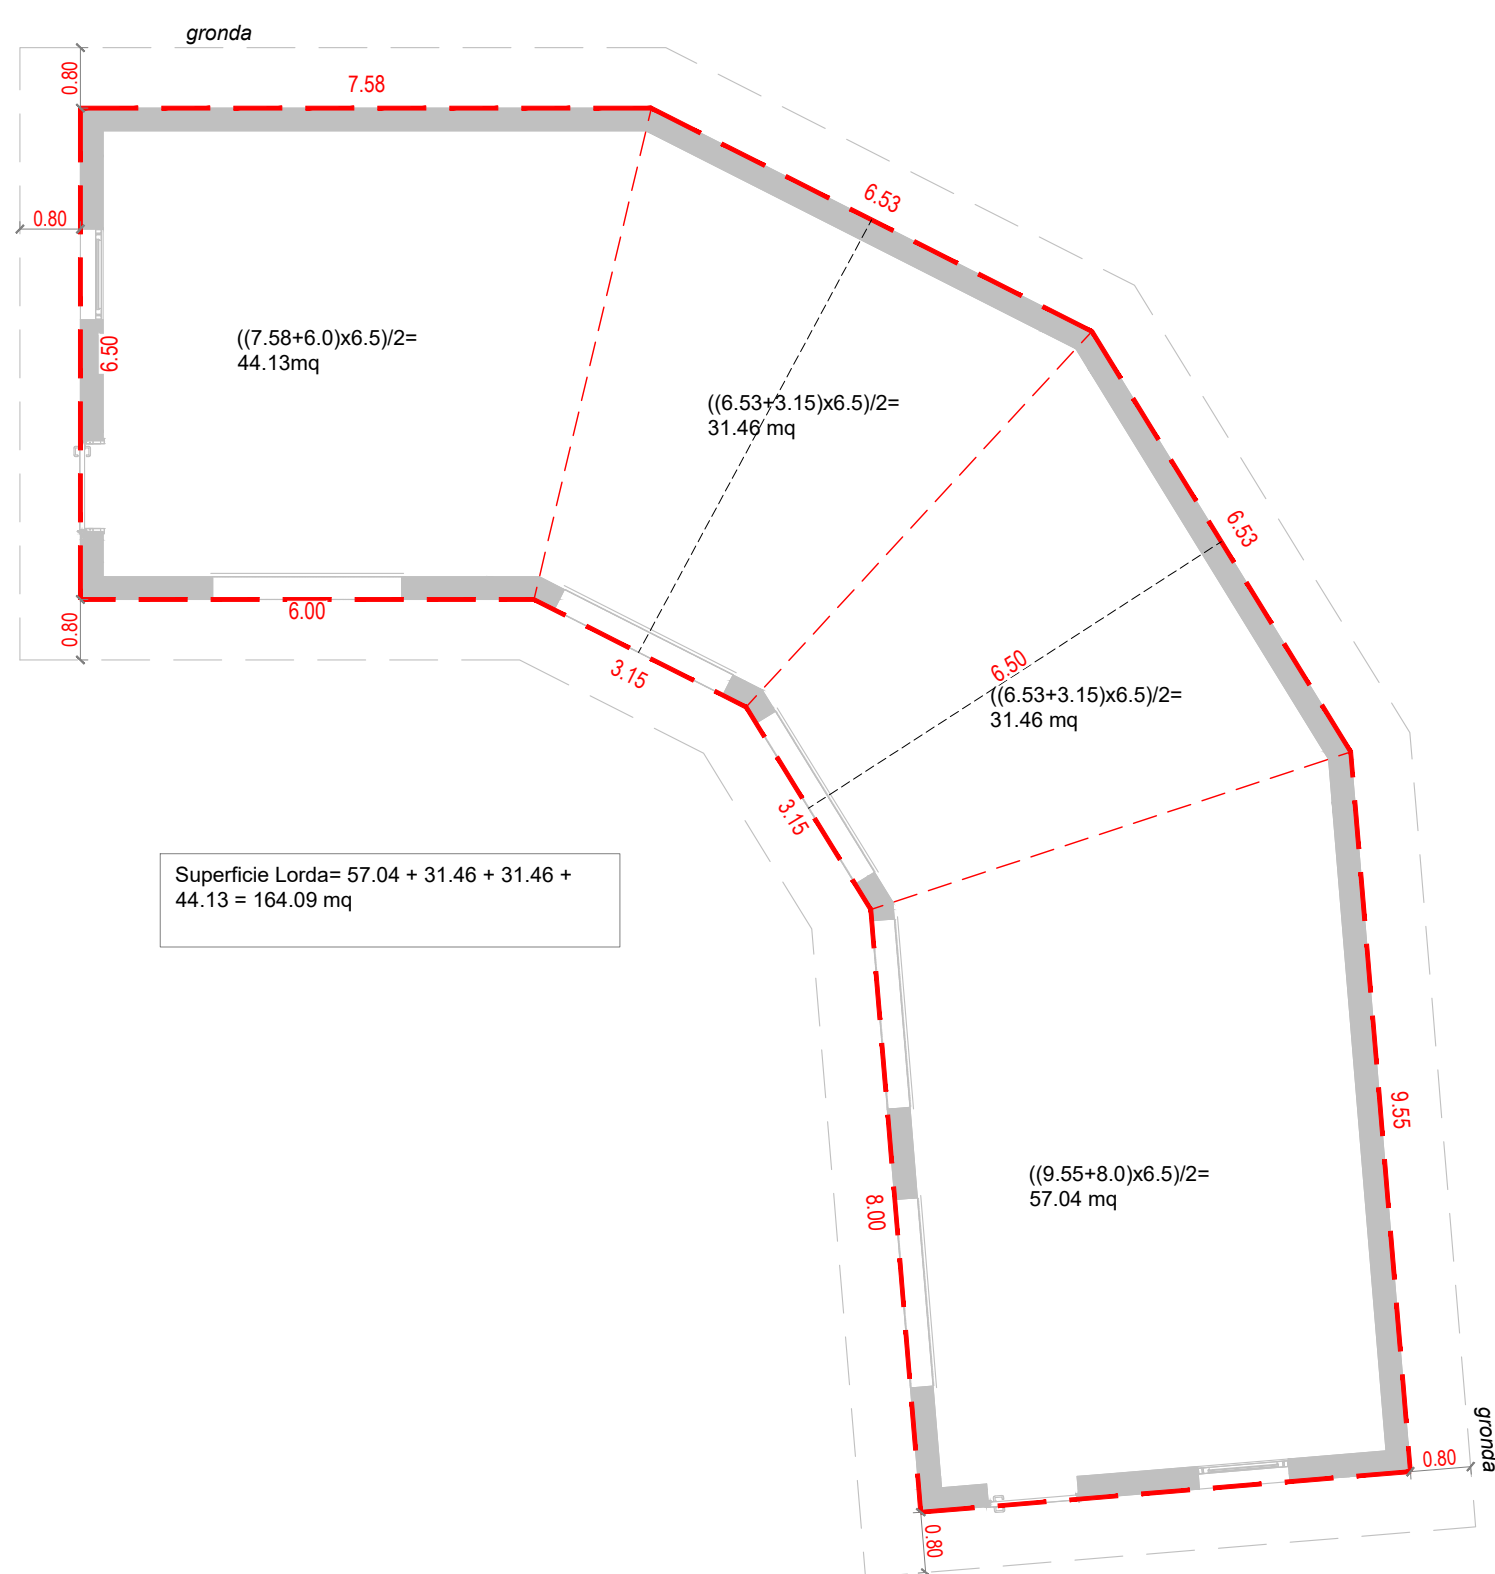 gronda
0.80
7.58
6.53
0.80
6.50
((7.58+6.0)x6.5)/2=
44.13mq
((6.53+3.15)x6.5)/2=
31.46 mq
6.53
6.00
0.80
3.15
6.50
((6.53+3.15)x6.5)/2=
31.46 mq
3.15
Superficie Lorda= 57.04 + 31.46 + 31.46 +
44.13 = 164.09 mq
9.55
((9.55+8.0)x6.5)/2=
57.04 mq
8.00
gronda
0.80
0.80